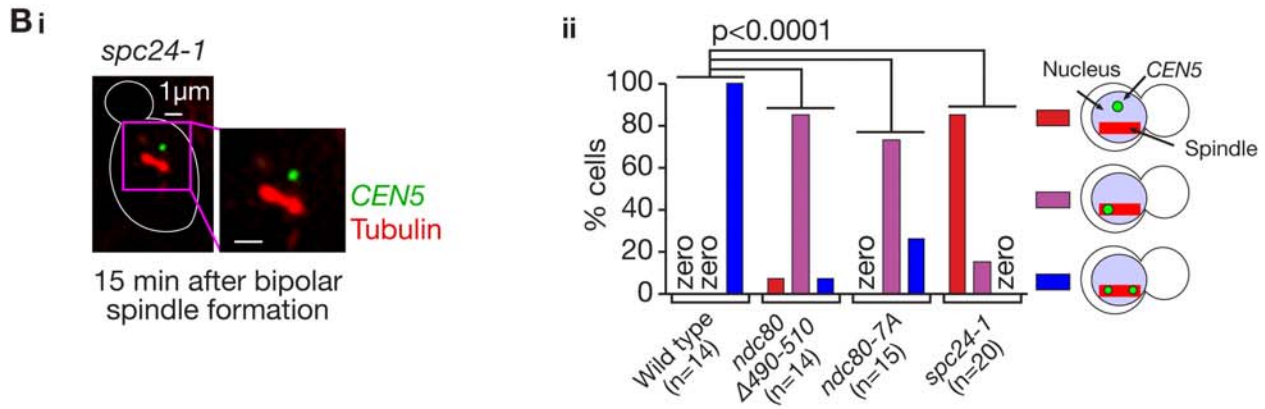 B i
spc24-1
1µm
CEN5
Tubulin
15 min after bipolar
spindle formation
ii
p<0.0001
% cells
100
80
60
40
20
0
zero
zero
zero
zero
Wild type
(n=14)
ndc80
Δ490-510
(n=14)
ndc80-7A
(n=15)
spc24-1
(n=20)
Nucleus
CEN5
Spindle